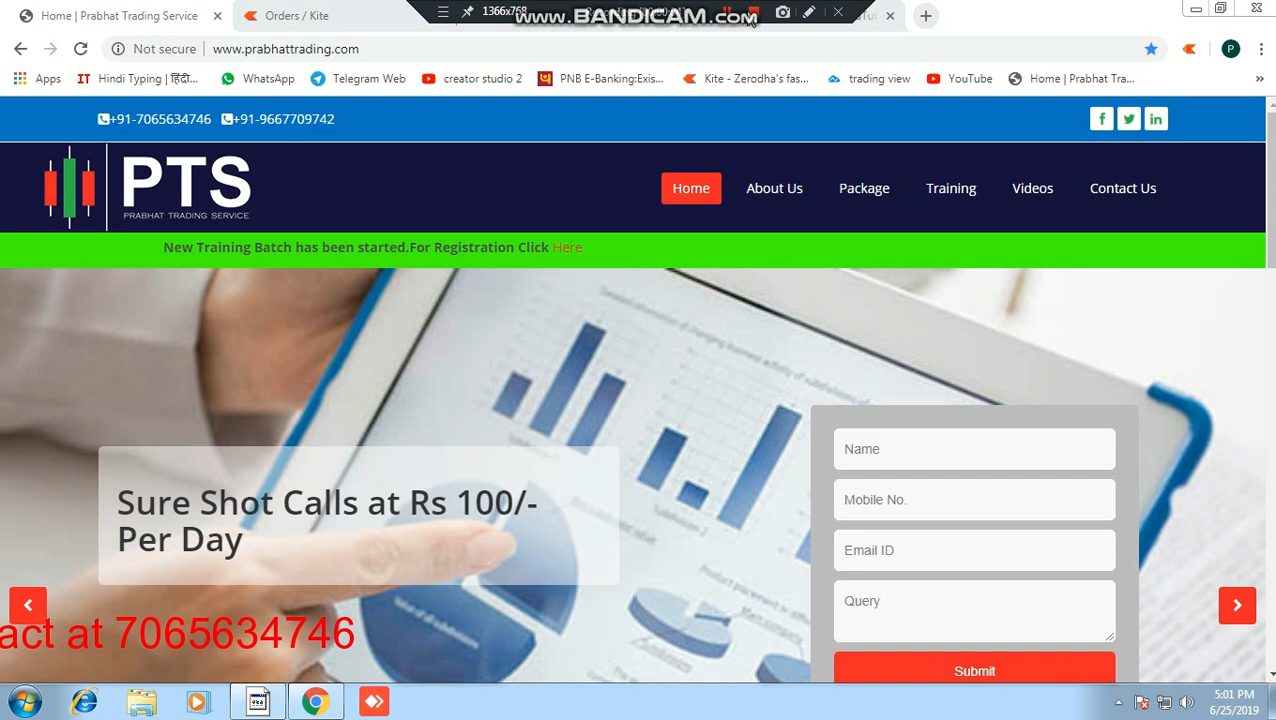 Home | Prabhat Trading Service
Orders / Kite
1366x768
www.BANDICAM.com
Not secure
www.prabhattrading.com
P
Apps
Hindi Typing | हिंदी...
WhatsApp
Telegram Web
creator studio 2
PNB E-Banking:Exis...
Kite - Zerodha's fas...
trading view
YouTube
Home | Prabhat Tra...
+91-7065634746
+91-9667709742
PTS
PRABHAT TRADING SERVICE
Home
About Us
Package
Training
Videos
Contact Us
New Training Batch has been started.For Registration Click Here
Sure Shot Calls at Rs 100/-
Per Day
Name
Mobile No.
Email ID
Query
Submit
act at 7065634746
5:01 PM
6/25/2019